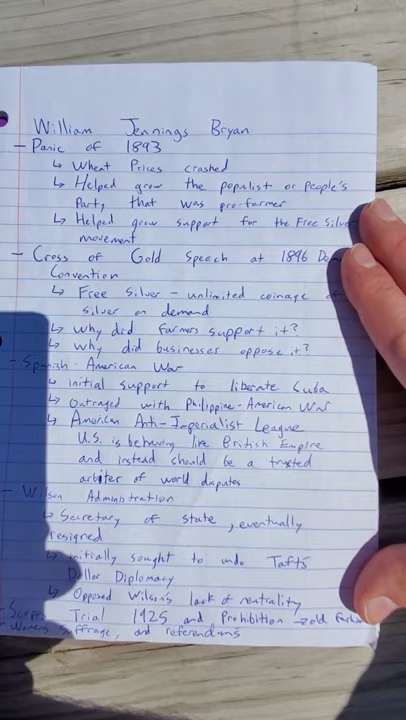 William Jennings Bryan
- Panic of 1893
↳ Wheat Prices crashed
↳ Helped grow the populist or people's
Party that was pro-farmer
↳ Helped grow support for the Free Silver
movement
- Cross of Gold Speech at 1896
Convention
↳ Free silver - unlimited coinage
silver on demand
↳ Why did farmers support it?
↳ Why did businesses oppose it?
- Spanish-American War
↳ initial support to liberate Cuba
↳ Outraged with Philippine-American War
↳ American Anti-Imperialist League
U.S. is behaving like British Empire
and instead should be a trusted
arbiter of world disputes
- Wilson Administration
↳ Secretary of state, eventually
resigned
↳ initially sought to undo Taft's
Dollar Diplomacy
↳ Opposed Wilson's lack of neutrality
- Scopes Trial 1925 and Prohibition → old
- Womens Suffrage, and referendums